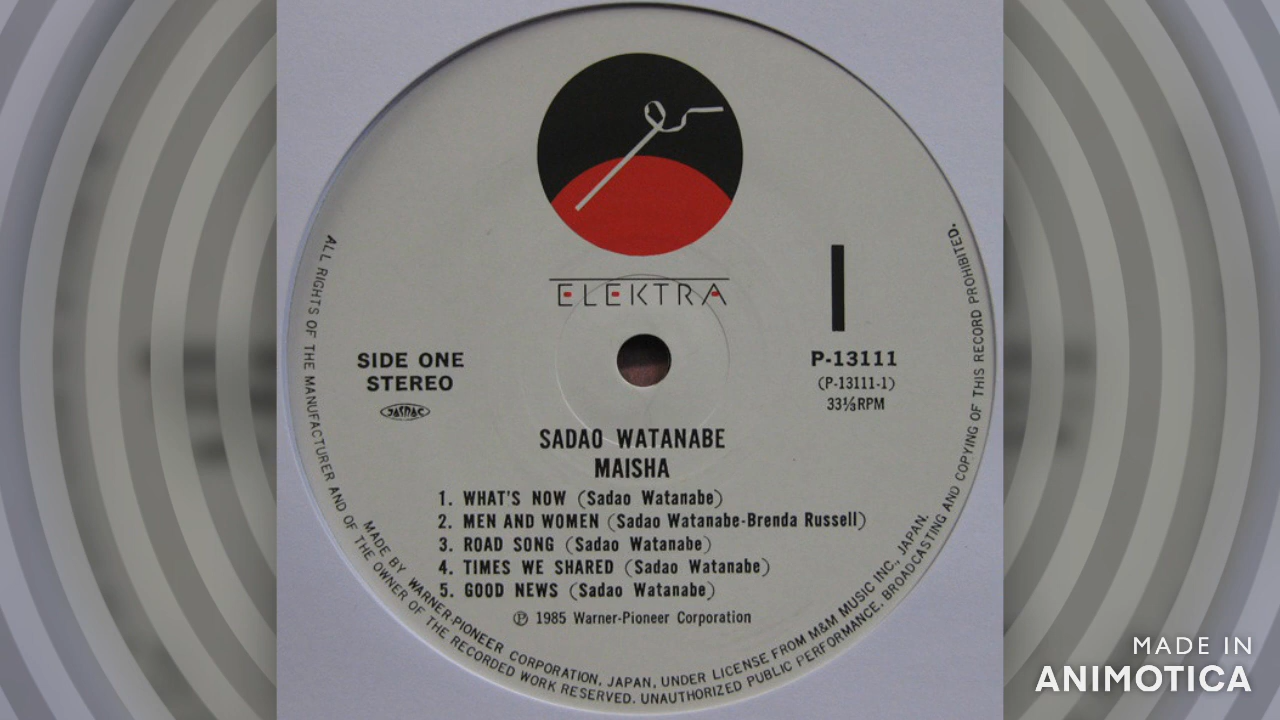 ELEKTRA
SIDE ONE
STEREO
JASRAC
P-13111
(P-13111-1)
33⅓RPM
SADAO WATANABE
MAISHA
1. WHAT'S NOW (Sadao Watanabe)
2. MEN AND WOMEN (Sadao Watanabe-Brenda Russell)
3. ROAD SONG (Sadao Watanabe)
4. TIMES WE SHARED (Sadao Watanabe)
5. GOOD NEWS (Sadao Watanabe)
Ⓟ 1985 Warner-Pioneer Corporation
MADE BY WARNER-PIONEER CORPORATION, JAPAN, UNDER LICENSE FROM M&M MUSIC INC., JAPAN.
ALL RIGHTS OF THE MANUFACTURER AND OF THE OWNER OF THE RECORDED WORK RESERVED. UNAUTHORIZED PUBLIC PERFORMANCE, BROADCASTING AND COPYING OF THIS RECORD PROHIBITED.
MADE IN
ANIMOTICA